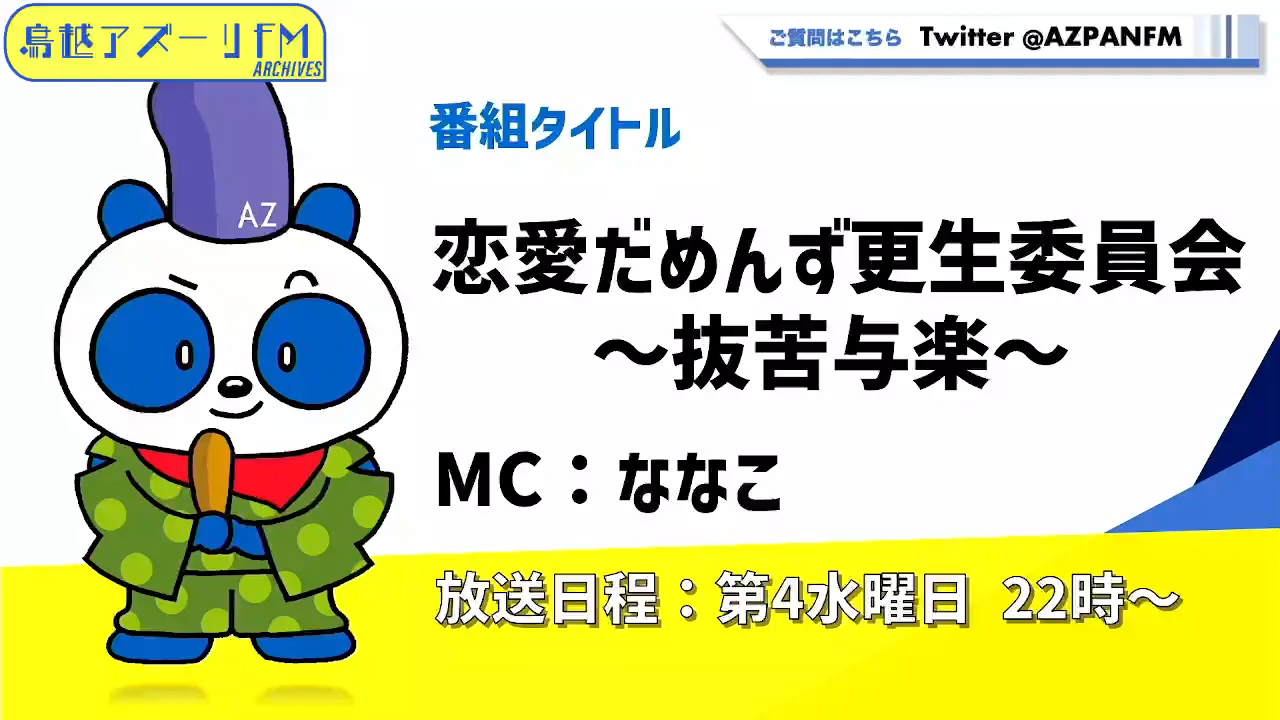 鳥越アズーリFM
ARCHIVES
ご質問はこちら Twitter @AZPANFM
番組タイトル
AZ
恋愛だめんず更生委員会
〜抜苦与楽〜
MC：ななこ
放送日程：第4水曜日 22時〜